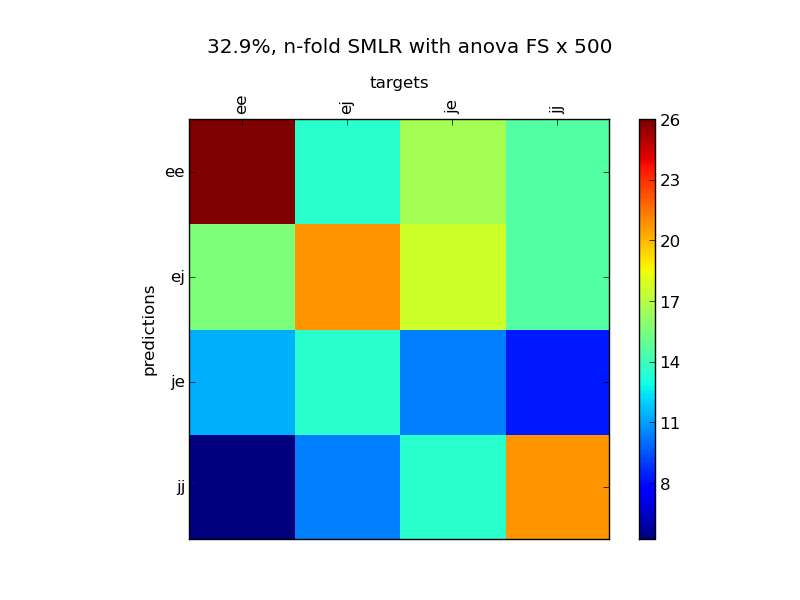 32.9%, n-fold SMLR with anova FS x 500
targets
ee ej je jj
ee
ej
je
jj
predictions
26
23
20
17
14
11
8